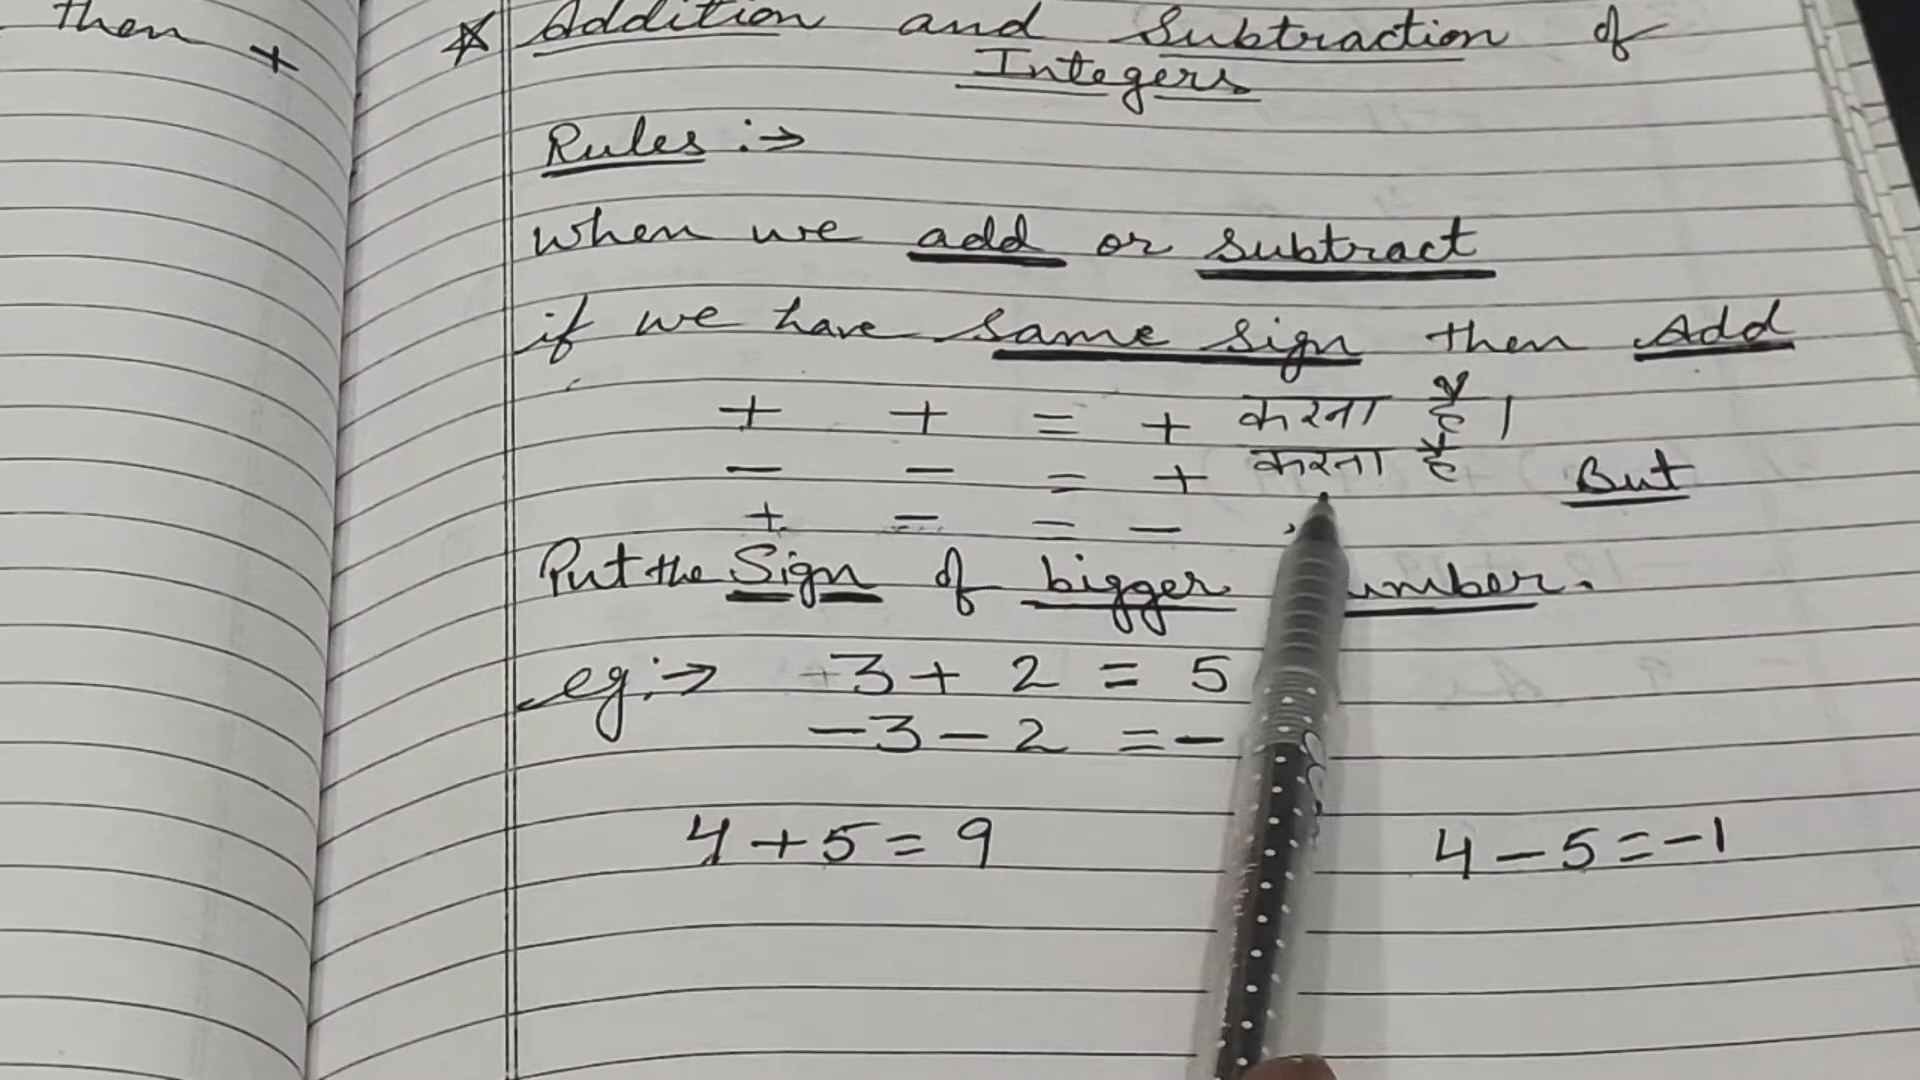 then +
☆ Addition and Subtraction of
Integers
Rules :→
when we add or subtract
if we have same sign then Add
+ + = + करना है।
- - = + करना है But
+ - = -
Put the Sign of bigger
eg:→ +3 + 2 = 5
-3 - 2 = -
4 + 5 = 9
4 - 5 = -1